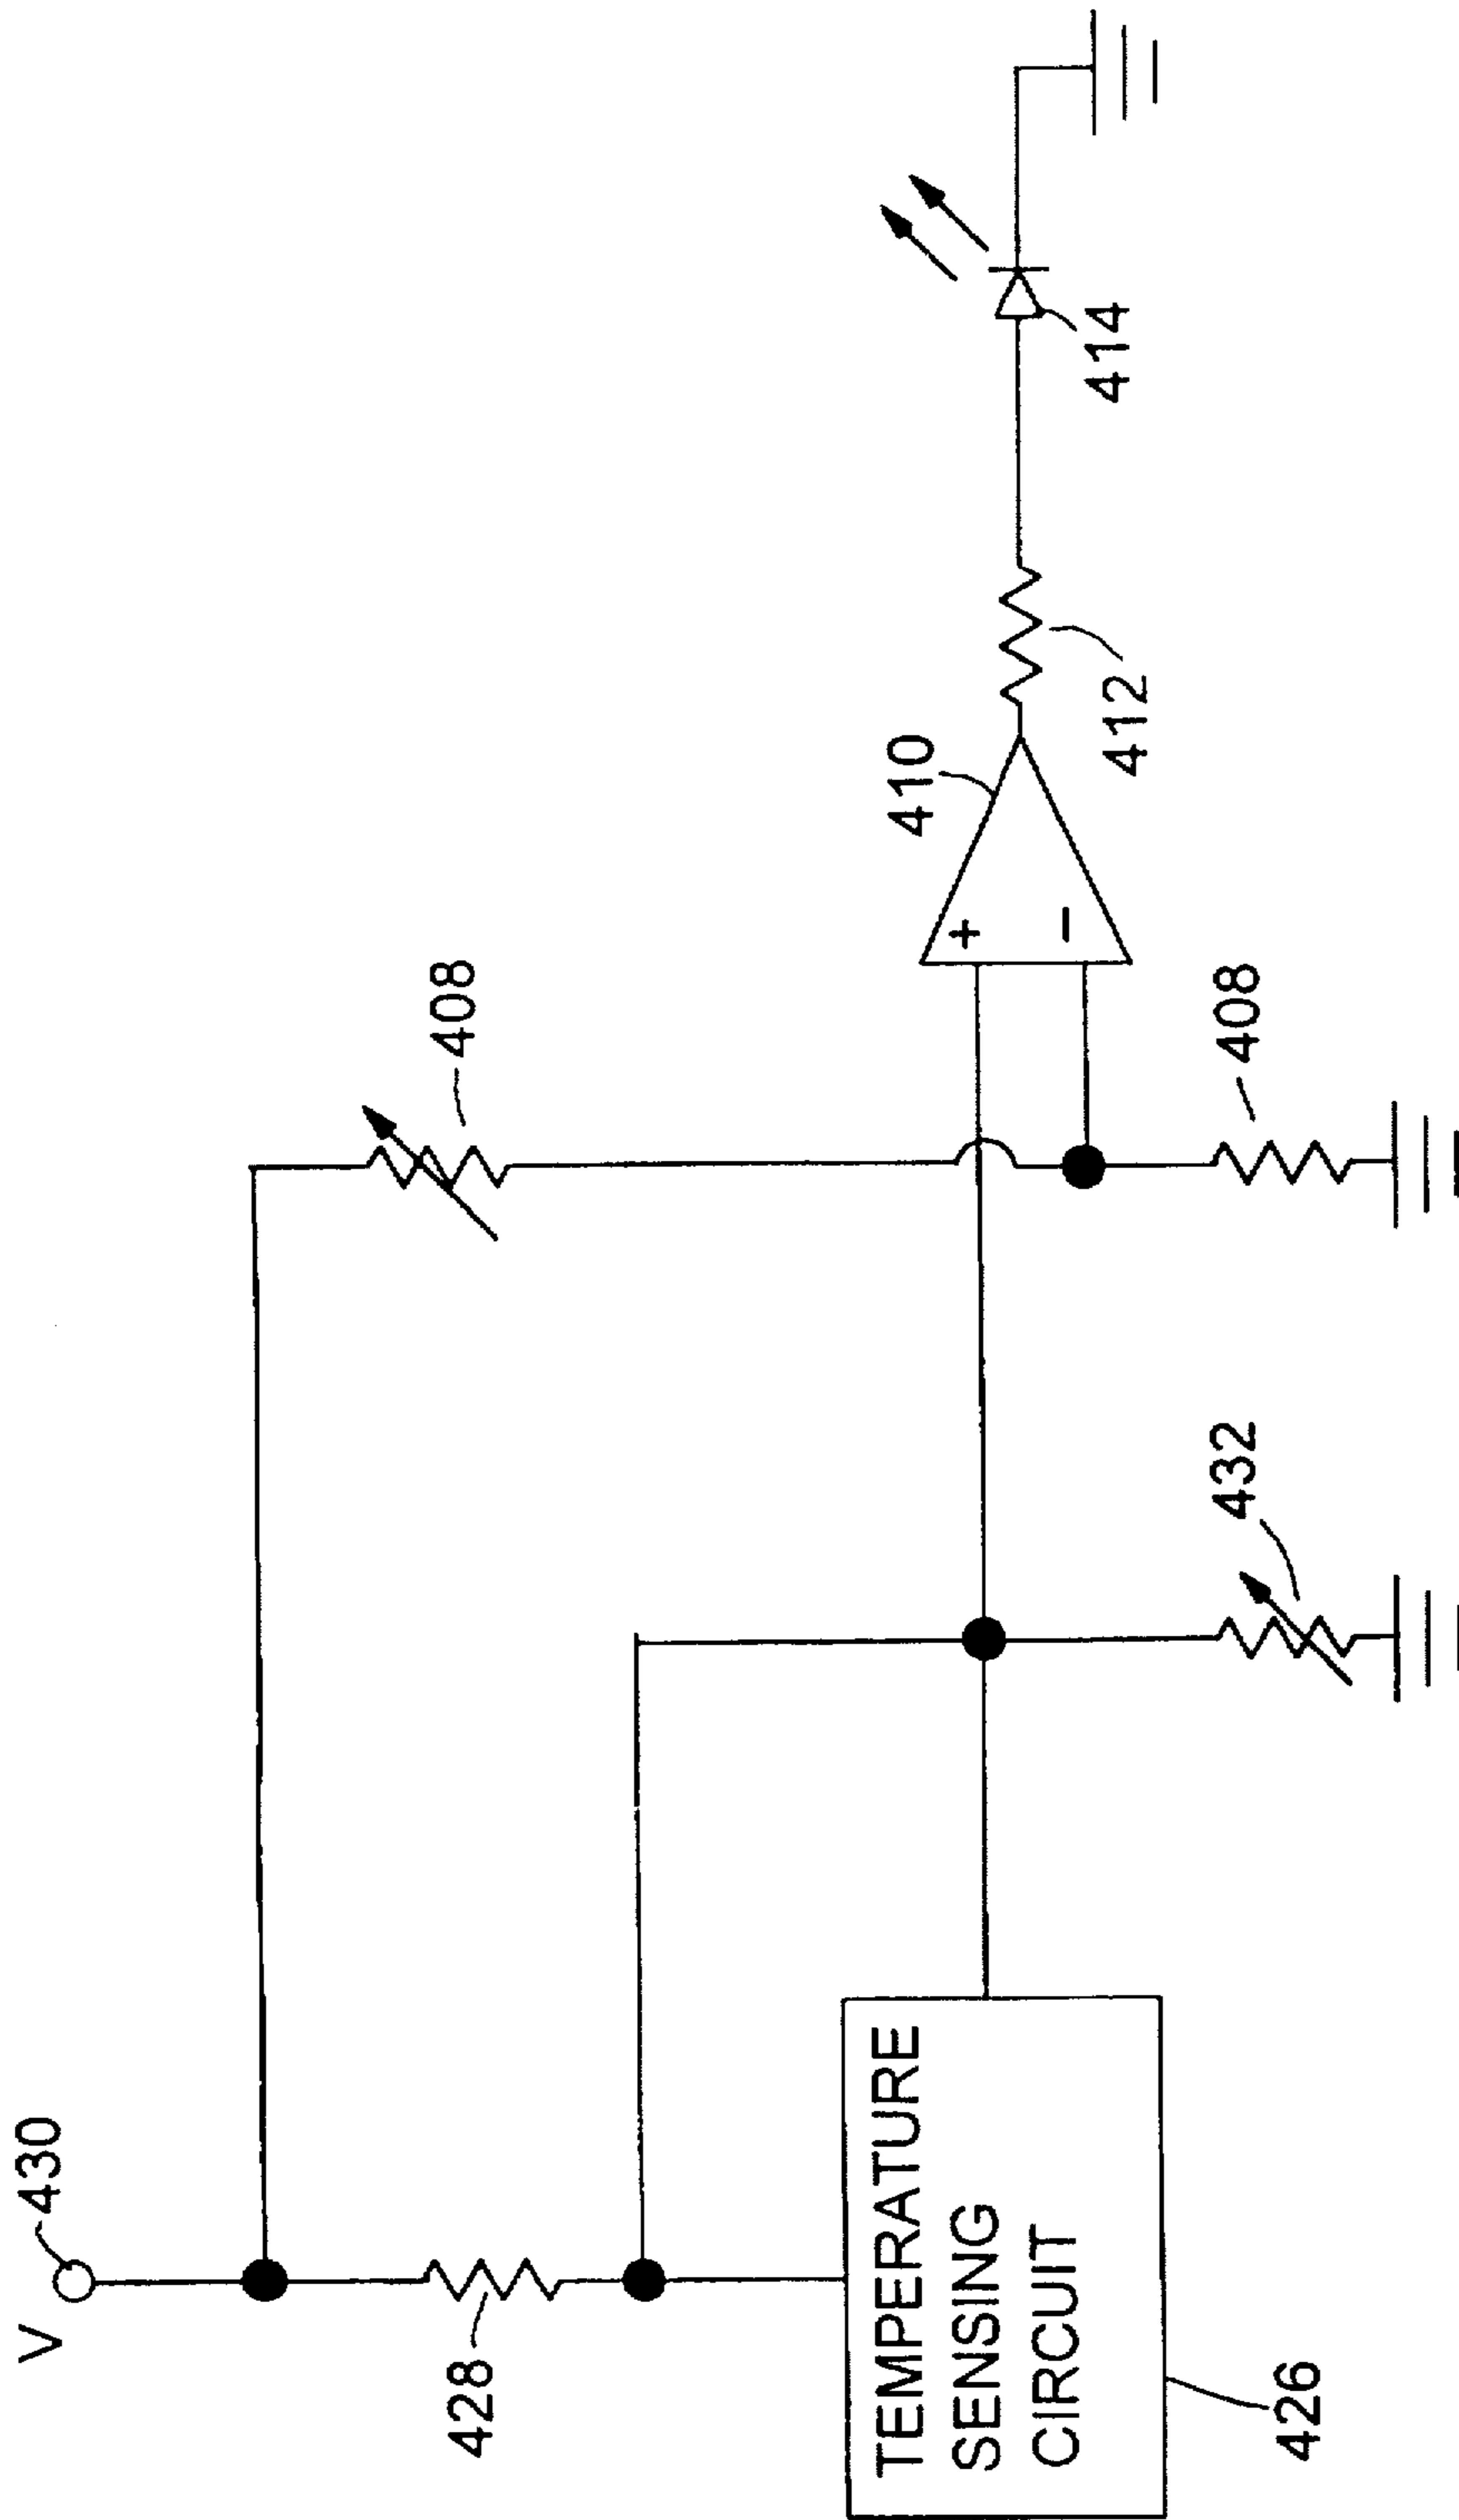 V
430
428
408
410
TEMPERATURE
SENSING
CIRCUIT
+
−
412
414
426
432
408